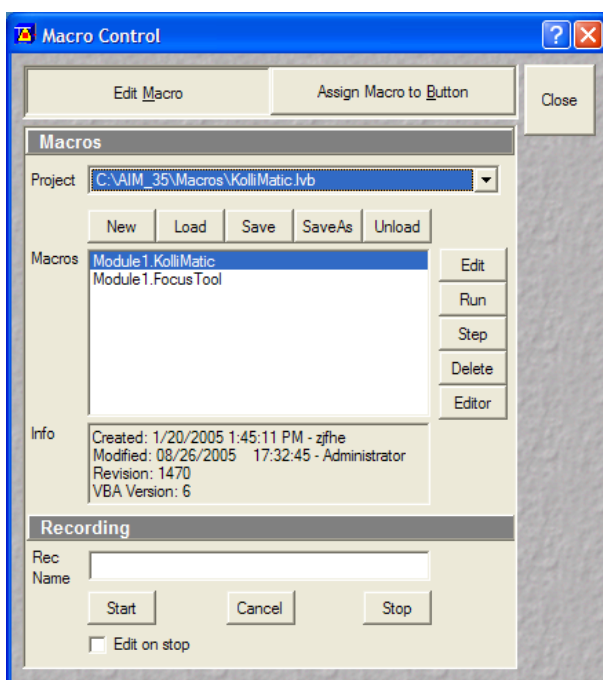 Macro Control
Edit Macro
Assign Macro to Button
Close
Macros
Project C:\AIM_35\Macros\KolliMatic.lvb
New Load Save SaveAs Unload
Macros Module1.KolliMatic
Module1.FocusTool
Edit
Run
Step
Delete
Editor
Info Created: 1/20/2005 1:45:11 PM - zjfhe
Modified: 08/26/2005 17:32:45 - Administrator
Revision: 1470
VBA Version: 6
Recording
Rec
Name
Start Cancel Stop
Edit on stop